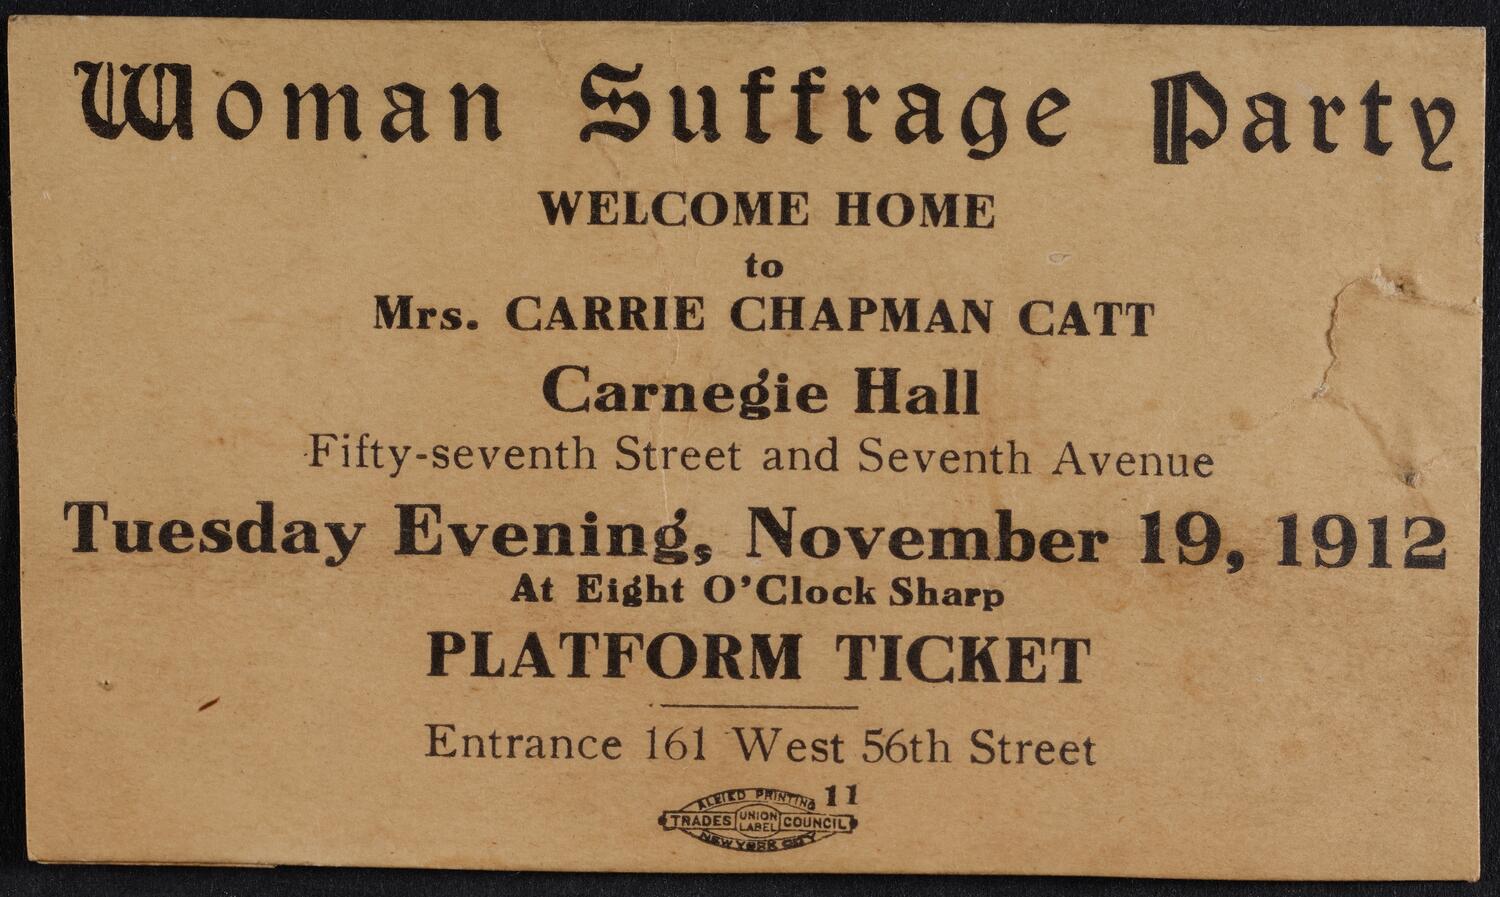 Woman Suffrage Party
WELCOME HOME
to
Mrs. CARRIE CHAPMAN CATT
Carnegie Hall
Fifty-seventh Street and Seventh Avenue
Tuesday Evening, November 19, 1912
At Eight O'Clock Sharp
PLATFORM TICKET
Entrance 161 West 56th Street
ALLIED PRINTING 11
TRADES UNION LABEL COUNCIL
NEW YORK CITY